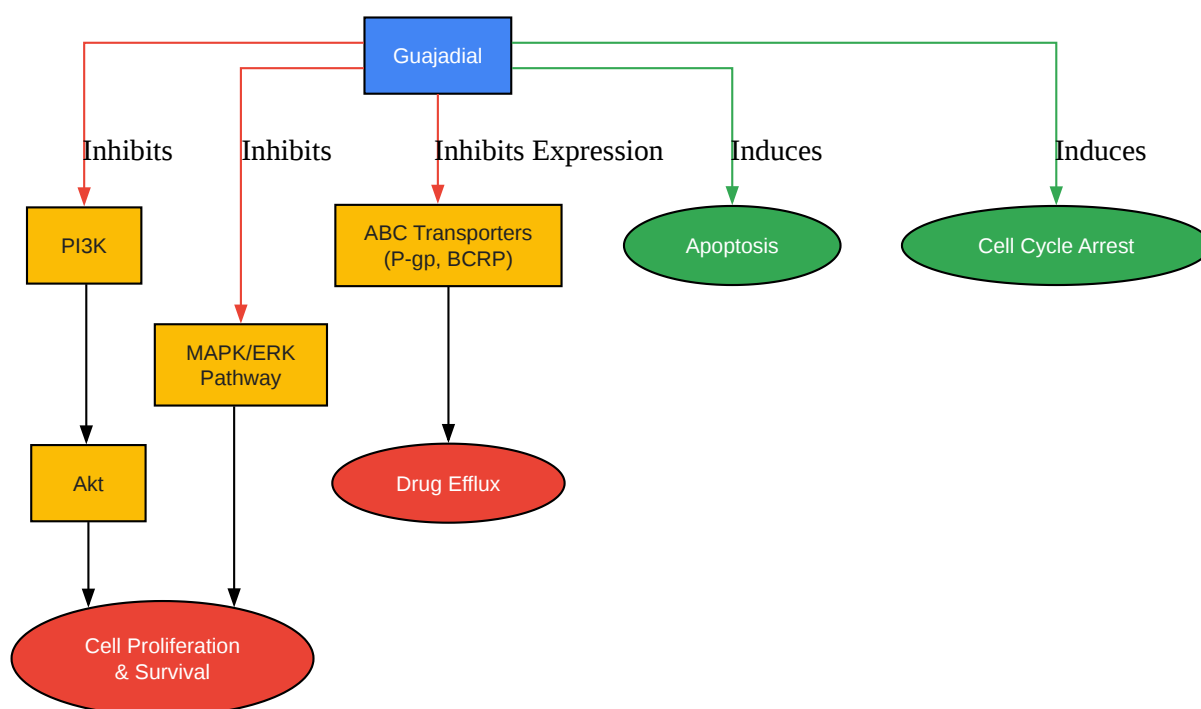 Guajadial
Inhibits
Inhibits
Inhibits Expression
Induces
Induces
PI3K
ABC Transporters
(P-gp, BCRP)
Apoptosis
Cell Cycle Arrest
MAPK/ERK
Pathway
Akt
Drug Efflux
Cell Proliferation
& Survival